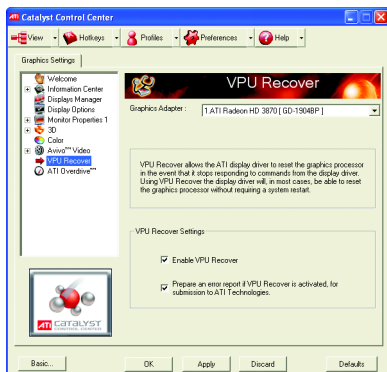 ATI Catalyst Control Center
View
Hotkeys
Profiles
Preferences
Help
Graphics Settings
Welcome
Information Center
Displays Manager
Display Options
Monitor Properties 1
3D
Color
Avivo™ Video
VPU Recover
ATI Overdrive™
VPU Recover
Graphics Adapter :
1.ATI Radeon HD 3870 [ GD-1904BP ]
VPU Recover allows the ATI display driver to reset the graphics processor
in the event that it stops responding to commands from the display driver.
Using VPU Recover the display driver will, in most cases, be able to reset
the graphics processor without requiring a system restart.
VPU Recover Settings
Enable VPU Recover
Prepare an error report if VPU Recover is activated, for
submission to ATI Technologies.
ATI CATALYST
CONTROL CENTER
Basic...
OK
Apply
Discard
Defaults